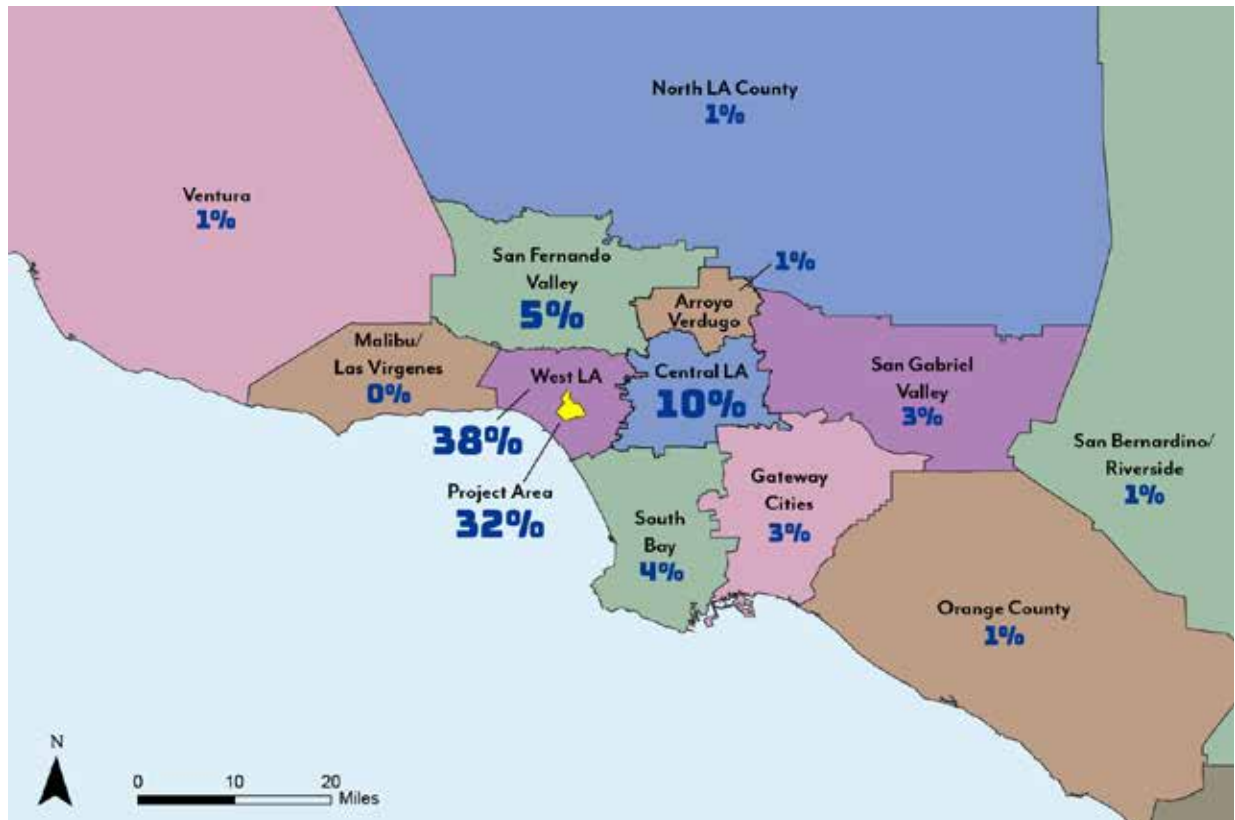 North LA County
1%
Ventura
1%
San Fernando
Valley
5%
1%
Arroyo
Verdugo
Malibu/
Las Virgenes
0%
West LA
38%
Central LA
10%
San Gabriel
Valley
3%
San Bernardino/
Riverside
1%
Project Area
32%
Gateway
Cities
3%
South
Bay
4%
Orange County
1%
N
0 10 20
Miles